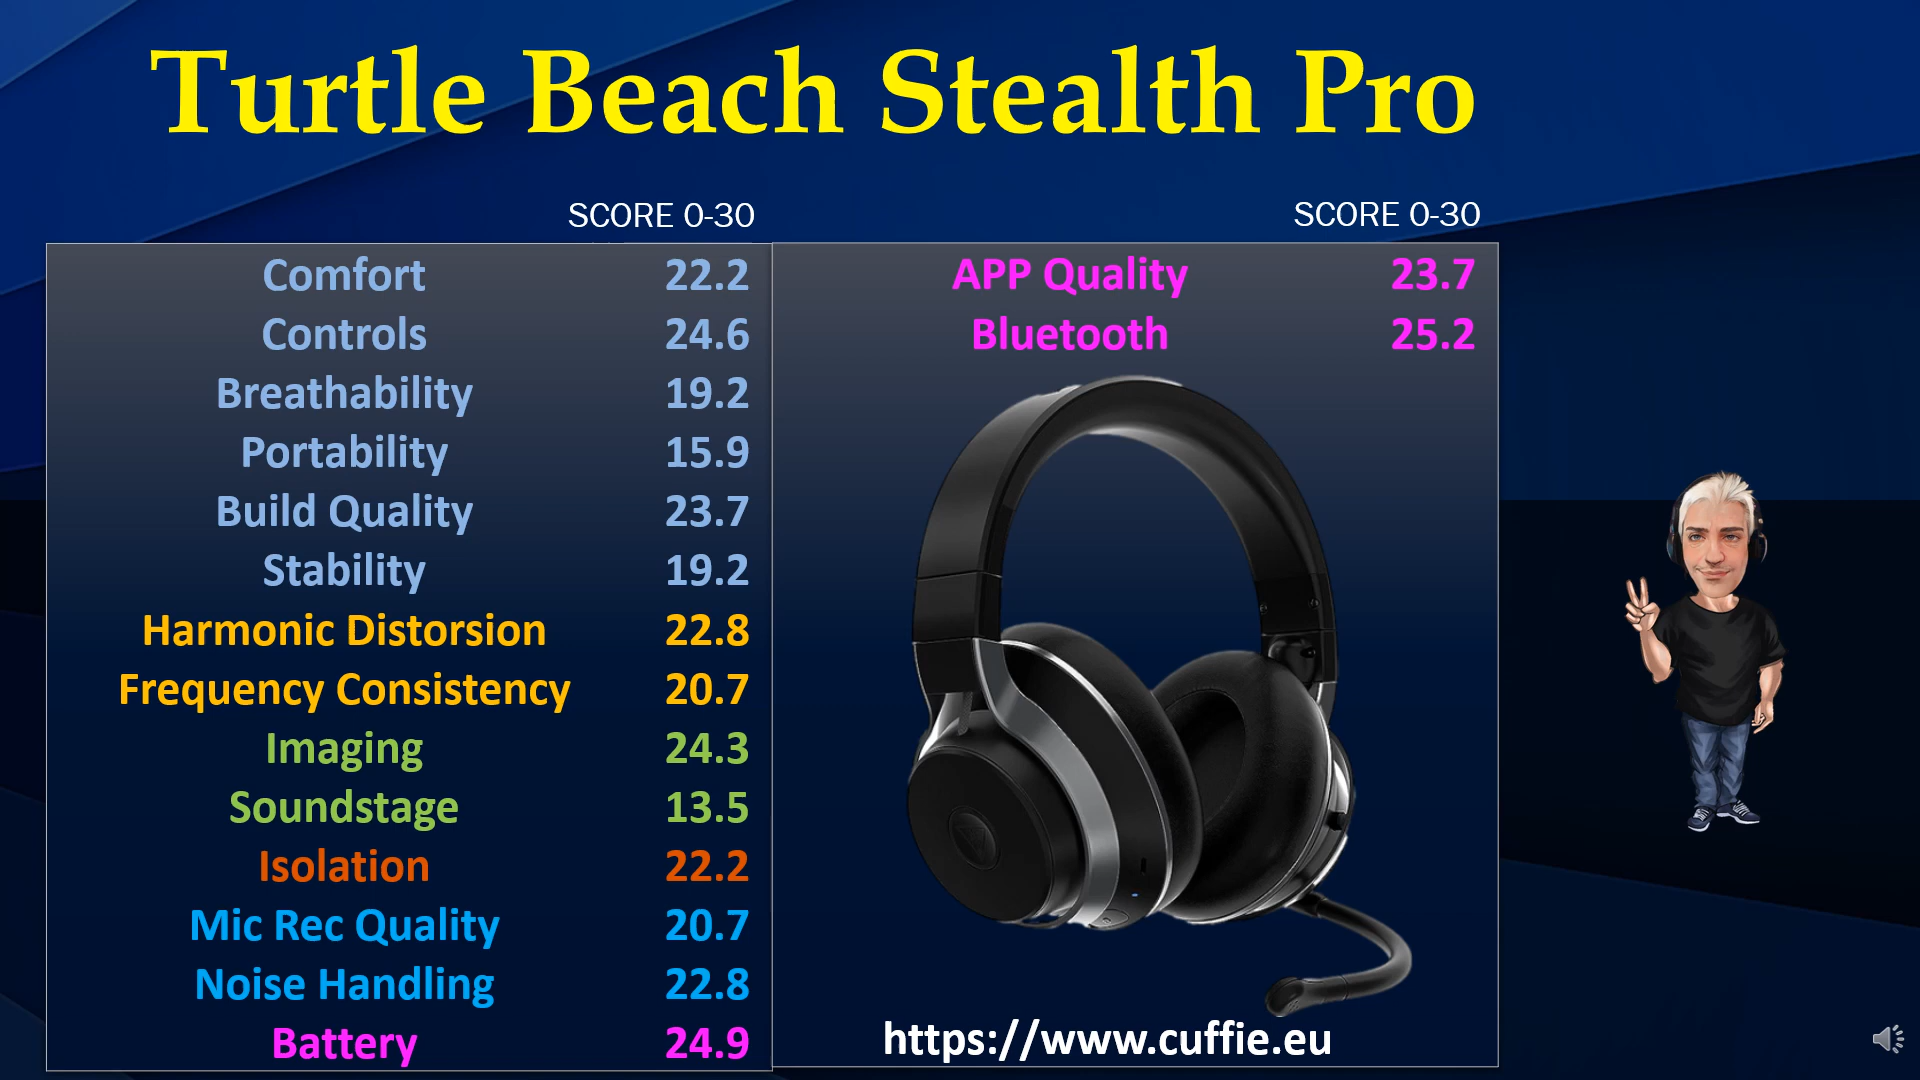 Turtle Beach Stealth Pro
SCORE 0-30
Comfort 22.2
Controls 24.6
Breathability 19.2
Portability 15.9
Build Quality 23.7
Stability 19.2
Harmonic Distorsion 22.8
Frequency Consistency 20.7
Imaging 24.3
Soundstage 13.5
Isolation 22.2
Mic Rec Quality 20.7
Noise Handling 22.8
Battery 24.9
SCORE 0-30
APP Quality 23.7
Bluetooth 25.2
https://www.cuffie.eu